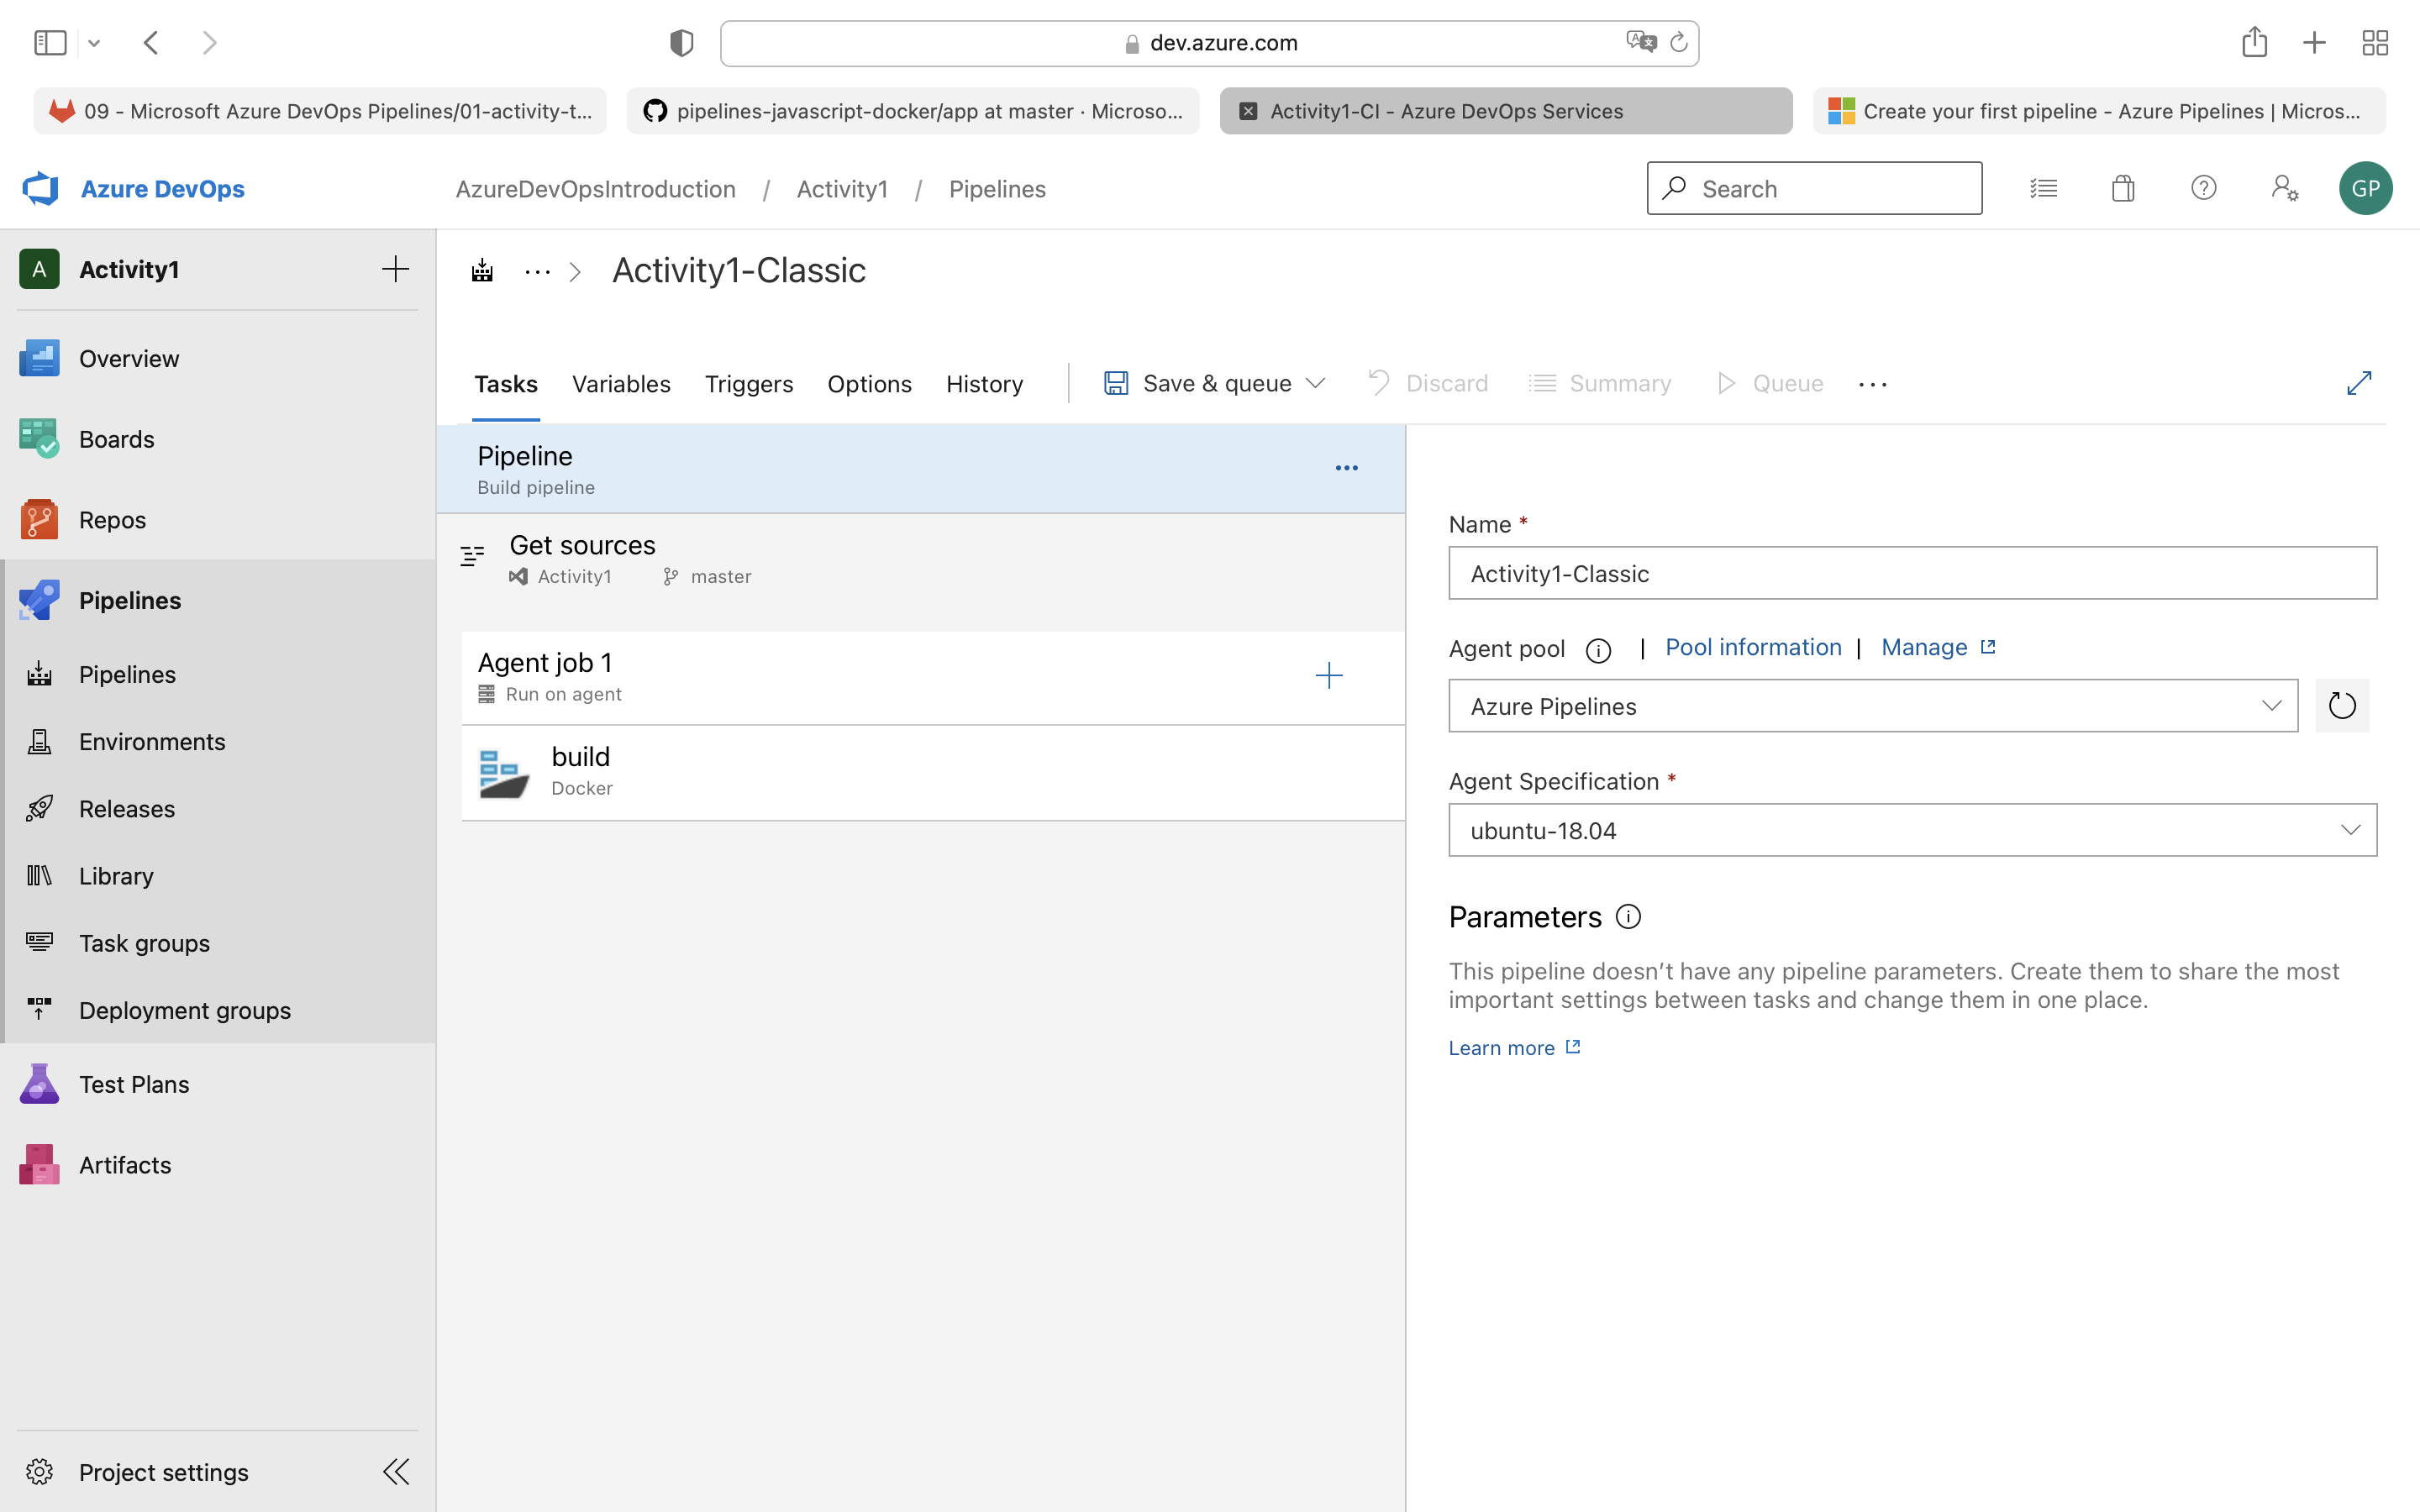 dev.azure.com
09 - Microsoft Azure DevOps Pipelines/01-activity-t...
pipelines-javascript-docker/app at master · Microso...
Activity1-CI - Azure DevOps Services
Create your first pipeline - Azure Pipelines | Micros...
Azure DevOps
AzureDevOpsIntroduction / Activity1 / Pipelines
Search
GP
A Activity1
Overview
Boards
Repos
Pipelines
Pipelines
Environments
Releases
Library
Task groups
Deployment groups
Test Plans
Artifacts
Project settings
... > Activity1-Classic
Tasks Variables Triggers Options History Save & queue Discard Summary Queue ...
Pipeline
Build pipeline
Get sources
Activity1 master
Agent job 1
Run on agent
build
Docker
Name *
Activity1-Classic
Agent pool | Pool information | Manage
Azure Pipelines
Agent Specification *
ubuntu-18.04
Parameters
This pipeline doesn't have any pipeline parameters. Create them to share the most
important settings between tasks and change them in one place.
Learn more